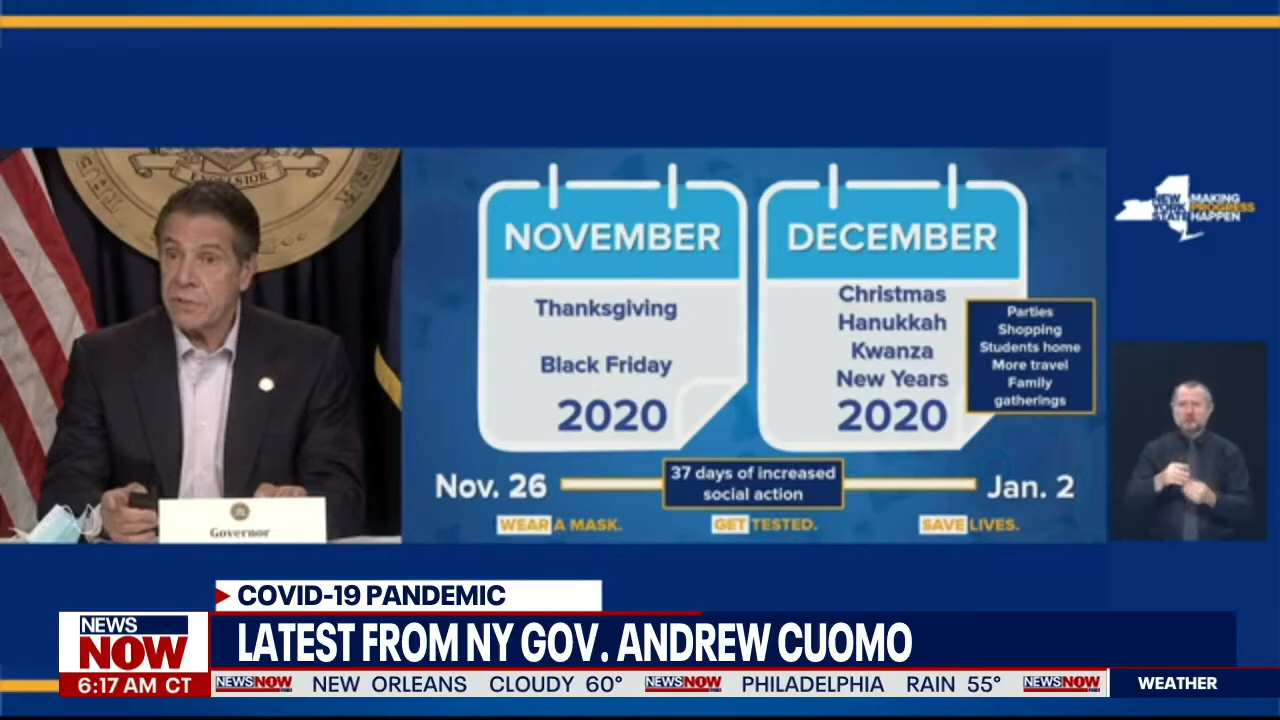 EXCELSIOR
Governor
NOVEMBER
Thanksgiving
Black Friday
2020
DECEMBER
Christmas
Hanukkah
Kwanza
New Years
2020
Parties
Shopping
Students home
More travel
Family
gatherings
Nov. 26
37 days of increased
social action
Jan. 2
WEAR A MASK.
GET TESTED.
SAVE LIVES.
NEW
YORK
STATE
MAKING
PROGRESS
HAPPEN
COVID-19 PANDEMIC
LATEST FROM NY GOV. ANDREW CUOMO
NEWS
NOW
6:17 AM CT
NEWSNOW NEW ORLEANS CLOUDY 60° NEWSNOW PHILADELPHIA RAIN 55° NEWSNOW
WEATHER